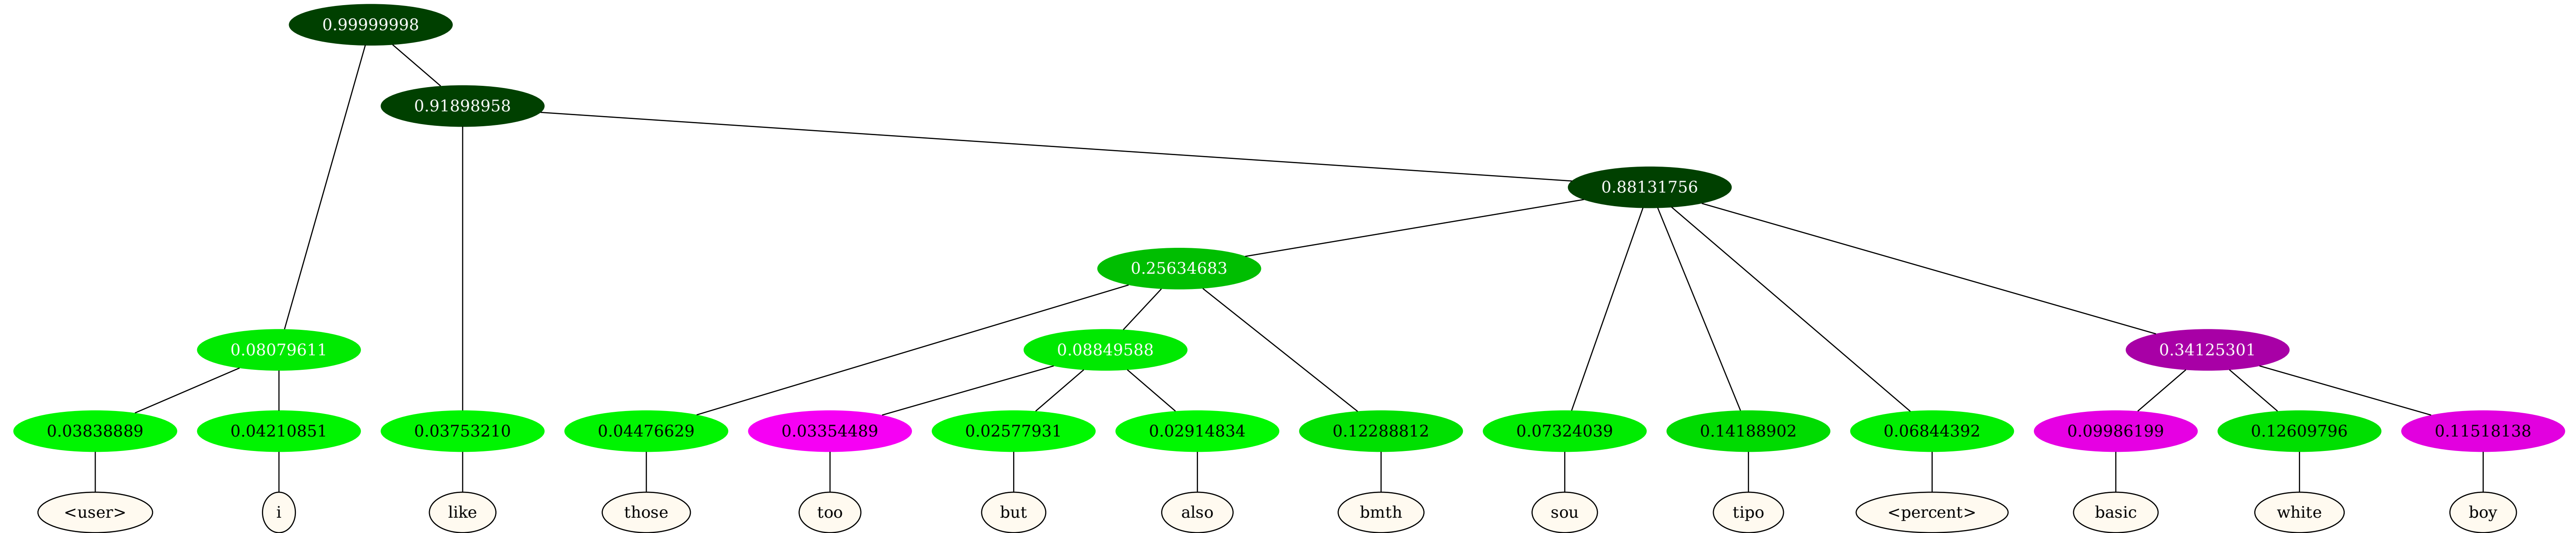 0.99999998
0.91898958
0.88131756
0.25634683
0.08079611 0.08849588 0.34125301
0.03838889 0.04210851 0.03753210 0.04476629 0.03354489 0.02577931 0.02914834 0.12288812 0.07324039 0.14188902 0.06844392 0.09986199 0.12609796 0.11518138
<user> i like those too but also bmth sou tipo <percent> basic white boy